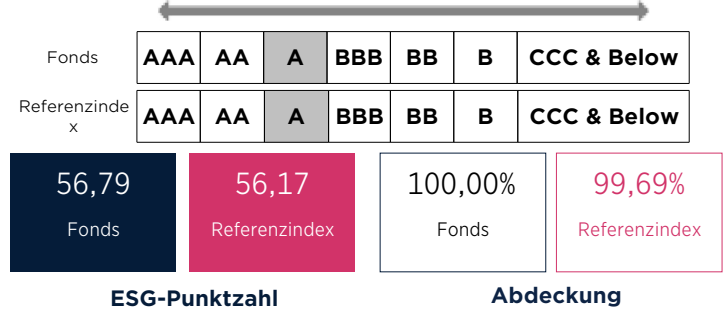 Fonds AAA AA A BBB BB B CCC & Below
Referenzinde
x
AAA AA A BBB BB B CCC & Below
56,79 56,17 100,00% 99,69%
Fonds Referenzindex Fonds Referenzindex
ESG-Punktzahl Abdeckung